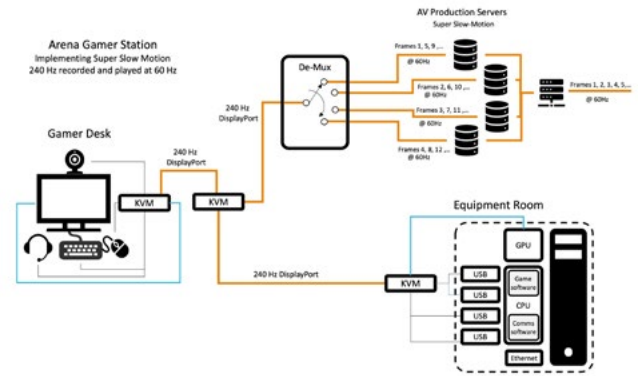 AV Production Servers
Super Slow-Motion
Arena Gamer Station
Implementing Super Slow Motion
240 Hz recorded and played at 60 Hz
De-Mux
Frames 1, 5, 9 ,...
@ 60Hz
Frames 2, 6, 10 ,...
@ 60Hz
Frames 3, 7, 11 ,...
@ 60Hz
Frames 4, 8, 12 ,...
@ 60Hz
Frames 1, 2, 3, 4, 5,...
@ 60Hz
240 Hz
DisplayPort
Gamer Desk
240 Hz
DisplayPort
KVM
KVM
Equipment Room
240 Hz DisplayPort
KVM
GPU
USB
USB
USB
USB
Game
software
CPU
Comms
software
Ethernet